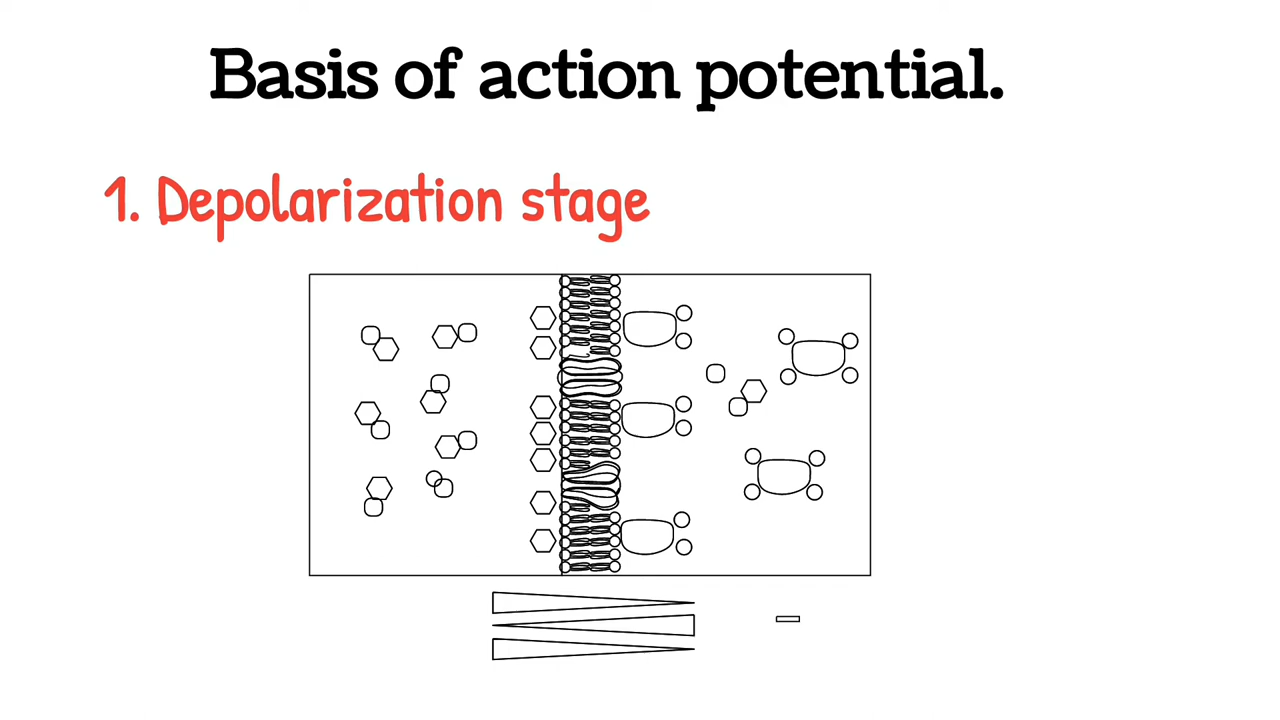 Basis of action potential.
1. Depolarization stage